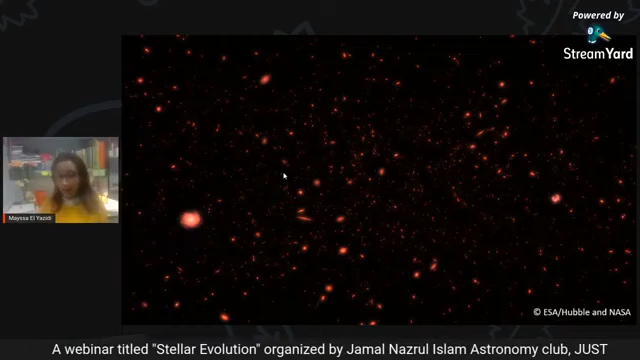 Powered by
StreamYard
Mayssa El Yazidi
© ESA/Hubble and NASA
A webinar titled "Stellar Evolution" organized by Jamal Nazrul Islam Astronomy club, JUST